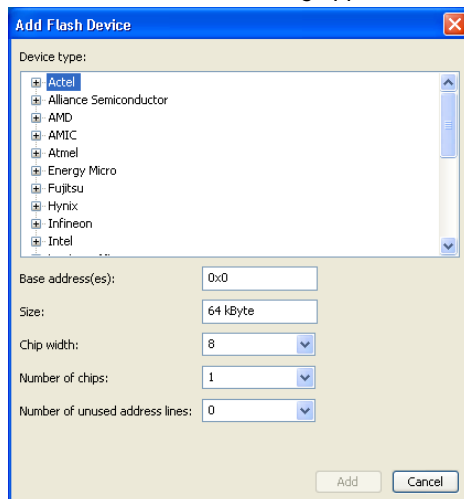 Add Flash Device
Device type:
Actel
Alliance Semiconductor
AMD
AMIC
Atmel
Energy Micro
Fujitsu
Hynix
Infineon
Intel
Base address(es):
0x0
Size:
64 kByte
Chip width:
8
Number of chips:
1
Number of unused address lines:
0
Add
Cancel